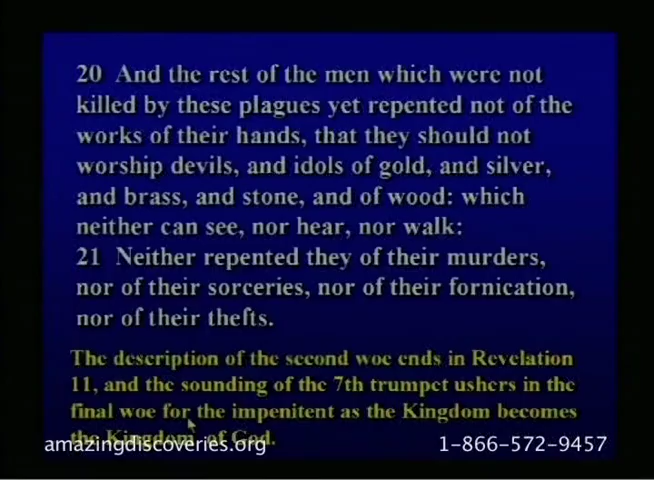 20 And the rest of the men which were not
killed by these plagues yet repented not of the
works of their hands, that they should not
worship devils, and idols of gold, and silver,
and brass, and stone, and of wood: which
neither can see, nor hear, nor walk:
21 Neither repented they of their murders,
nor of their sorceries, nor of their fornication,
nor of their thefts.
The description of the second woe ends in Revelation
11, and the sounding of the 7th trumpet ushers in the
final woe for the impenitent as the Kingdom becomes
the Kingdom of God.
amazingdiscoveries.org 1-866-572-9457